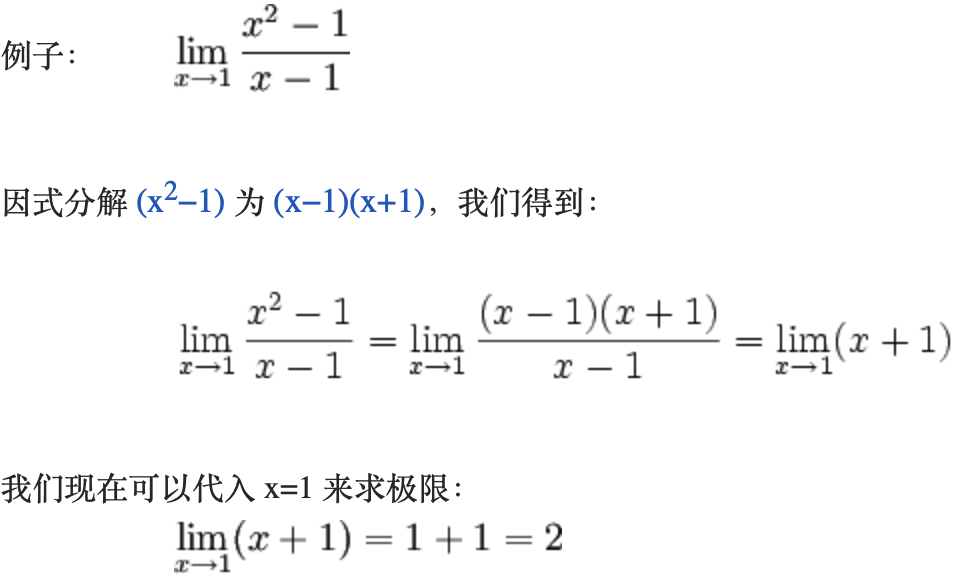 例子： $\lim_{x \to 1} \frac{x^2 - 1}{x - 1}$
因式分解 (x²−1) 为 (x−1)(x+1)，我们得到：
$\lim_{x \to 1} \frac{x^2 - 1}{x - 1} = \lim_{x \to 1} \frac{(x - 1)(x + 1)}{x - 1} = \lim_{x \to 1} (x + 1)$
我们现在可以代入 x=1 来求极限：
$\lim_{x \to 1} (x + 1) = 1 + 1 = 2$